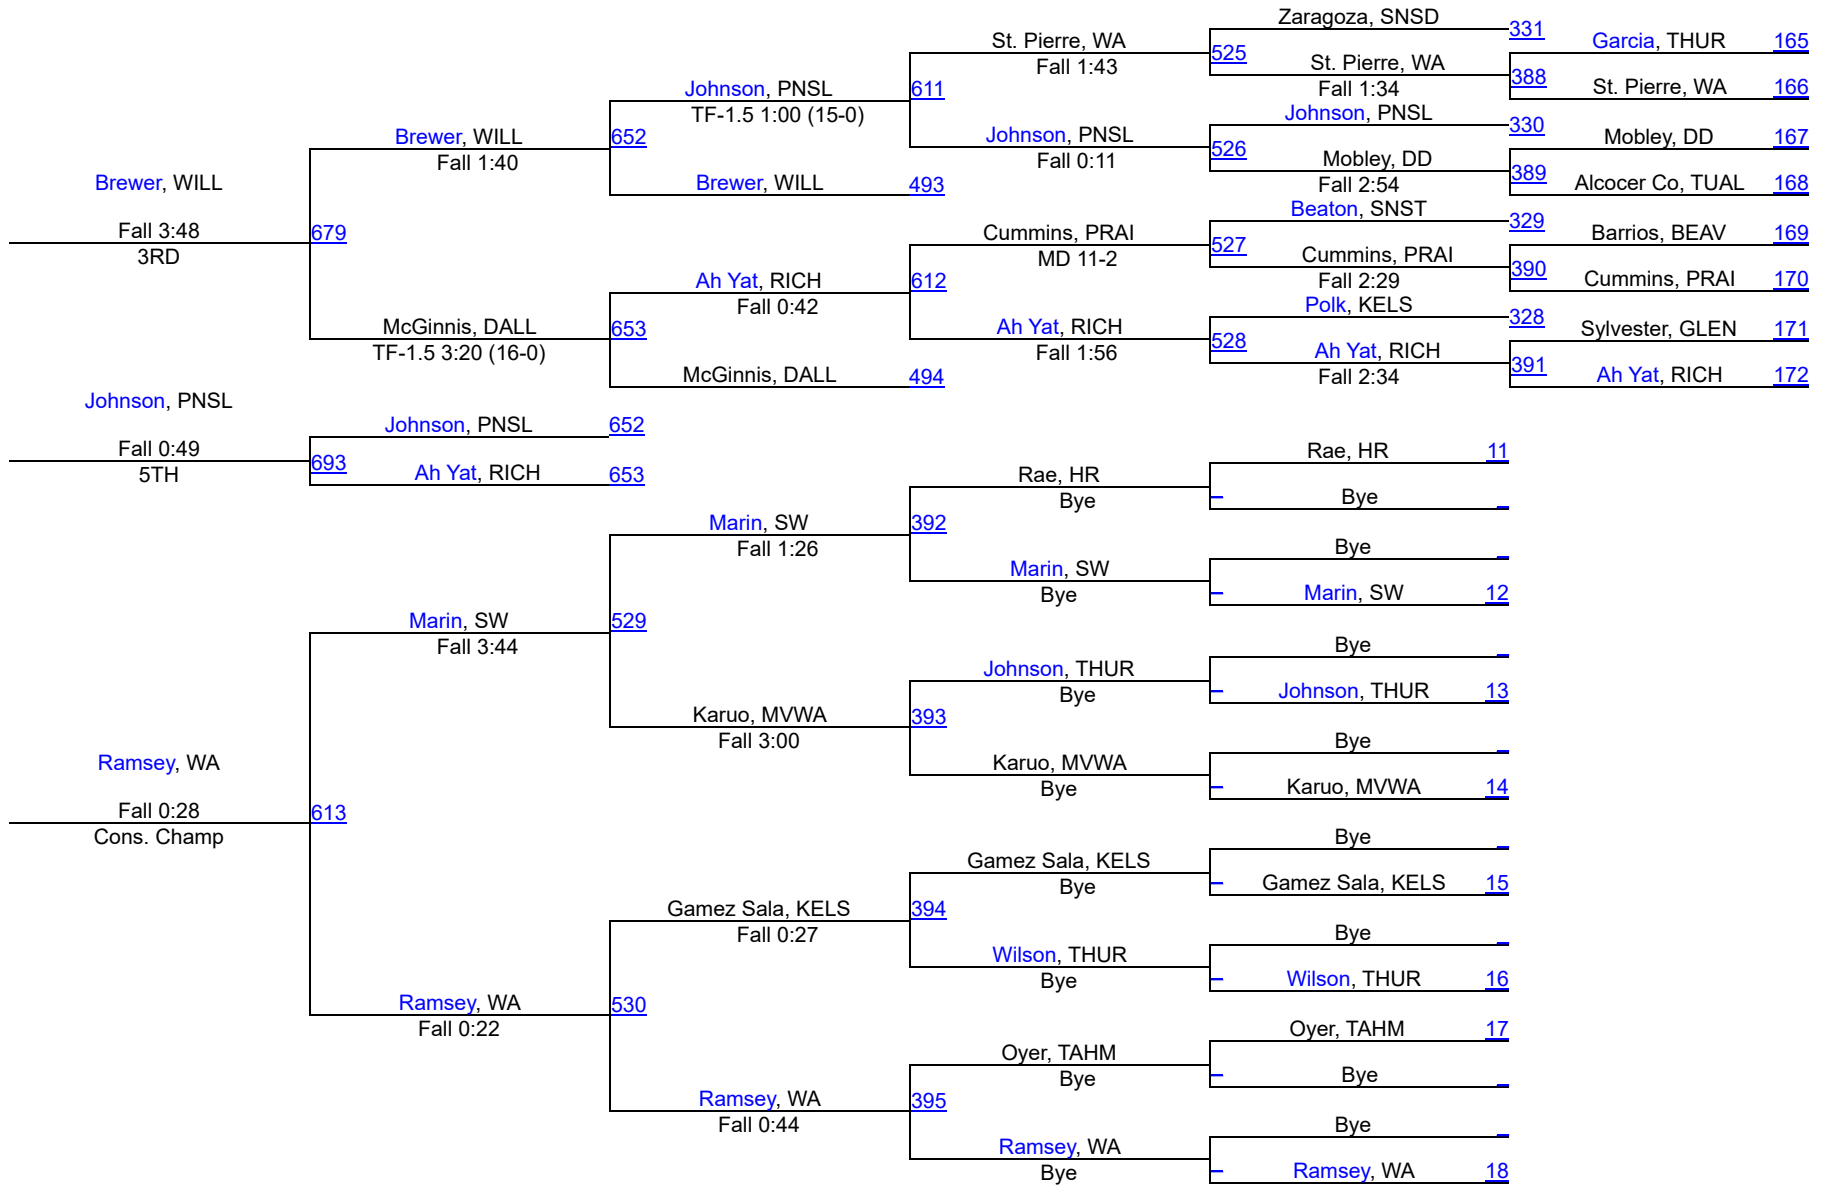 Zaragoza, SNSD 331
Garcia, THUR 165
St. Pierre, WA
Fall 1:43
525
St. Pierre, WA
Fall 1:34
388
St. Pierre, WA 166
Johnson, PNSL
TF-1.5 1:00 (15-0)
611
Johnson, PNSL 330
Mobley, DD 167
Johnson, PNSL
Fall 0:11
526
Mobley, DD
Fall 2:54
389
Alcocer Co, TUAL 168
Brewer, WILL
Fall 1:40
652
Brewer, WILL 493
Brewer, WILL
Fall 3:48
3RD
679
Beaton, SNST 329
Barrios, BEAV 169
Cummins, PRAI
MD 11-2
527
Cummins, PRAI
Fall 2:29
390
Cummins, PRAI 170
Ah Yat, RICH
Fall 0:42
612
Polk, KELS 328
Sylvester, GLEN 171
Ah Yat, RICH
Fall 1:56
528
Ah Yat, RICH
Fall 2:34
391
Ah Yat, RICH 172
McGinnis, DALL
TF-1.5 3:20 (16-0)
653
McGinnis, DALL 494
Johnson, PNSL
Fall 0:49
5TH
693
Johnson, PNSL 652
Ah Yat, RICH 653
Rae, HR 11
Rae, HR
Bye
Bye
Marin, SW
Fall 1:26
392
Bye
Marin, SW
Bye
Marin, SW 12
Marin, SW
Fall 3:44
529
Bye
Johnson, THUR
Bye
Johnson, THUR 13
Karuo, MVWA
Fall 3:00
393
Bye
Karuo, MVWA
Bye
Karuo, MVWA 14
Ramsey, WA
Fall 0:28
Cons. Champ
613
Bye
Gamez Sala, KELS
Bye
Gamez Sala, KELS 15
Gamez Sala, KELS
Fall 0:27
394
Bye
Wilson, THUR
Bye
Wilson, THUR 16
Ramsey, WA
Fall 0:22
530
Oyer, TAHM 17
Oyer, TAHM
Bye
Bye
Ramsey, WA
Fall 0:44
395
Bye
Ramsey, WA
Bye
Ramsey, WA 18